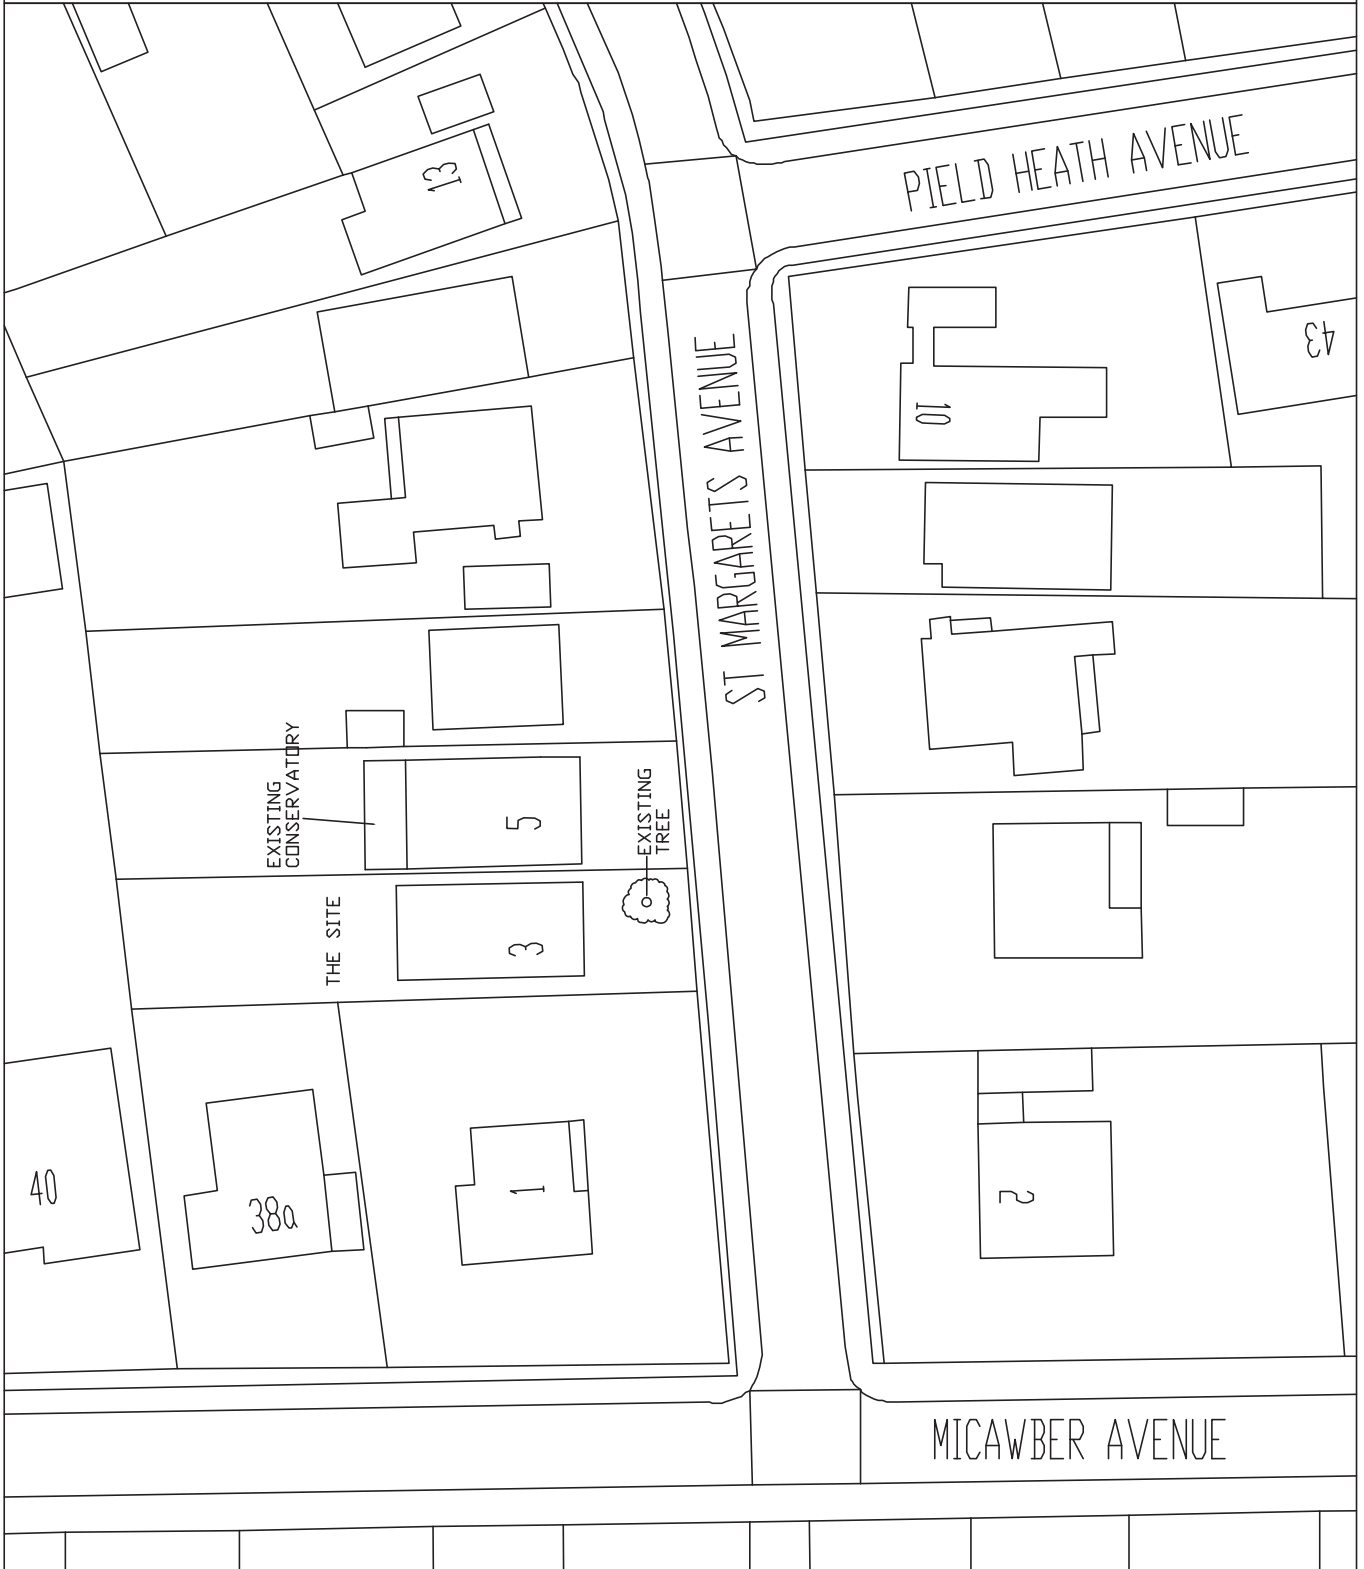 13
PIELD HEATH AVENUE
43
10
ST MARGARETS AVENUE
EXISTING
CONSERVATORY
5
EXISTING
TREE
THE SITE
3
40
38a
1
2
MICAWBER AVENUE